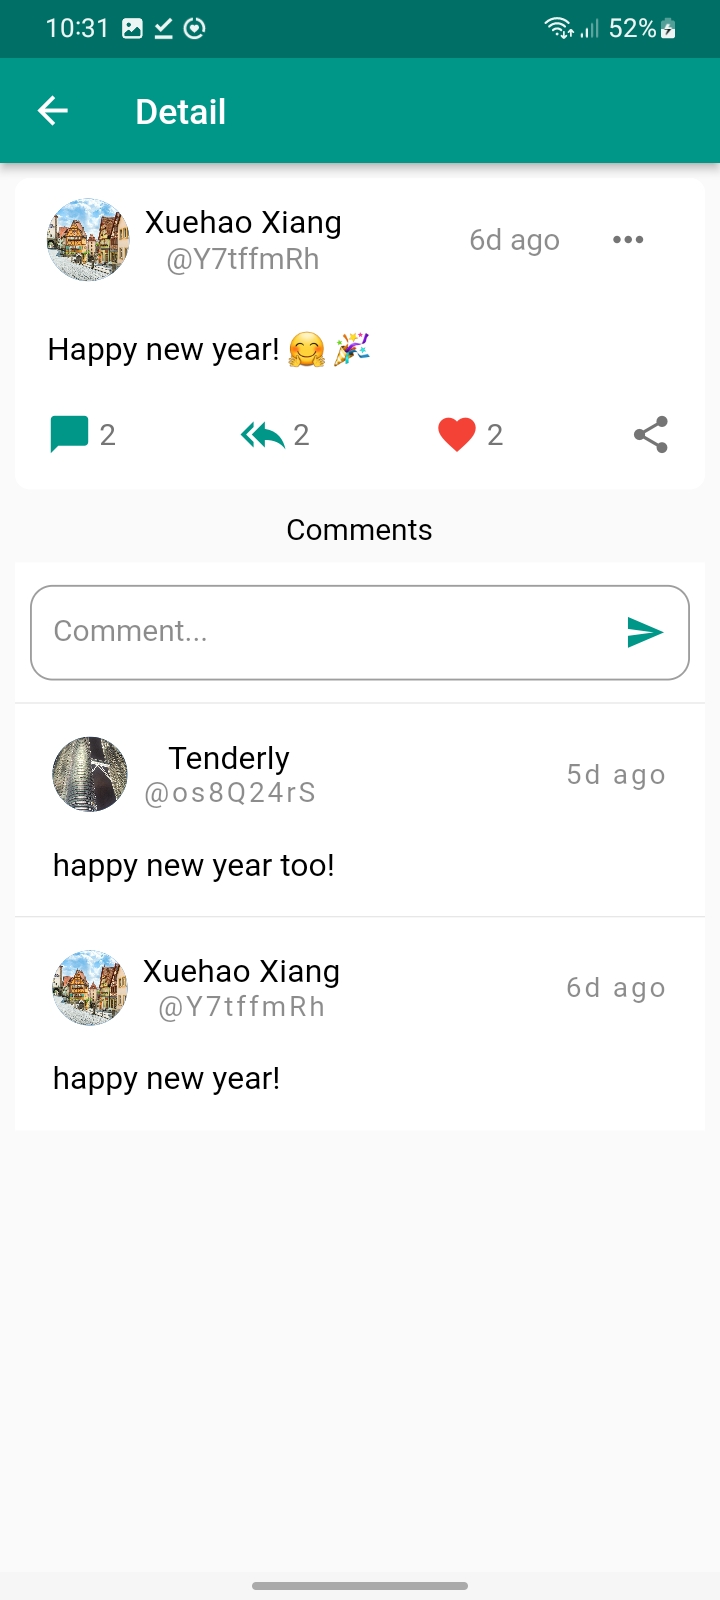 10:31 52%
Detail
Xuehao Xiang
@Y7tffmRh
6d ago
Happy new year! 🤗 🎉
2 2 2
Comments
Comment...
Tenderly
@os8Q24rS
5d ago
happy new year too!
Xuehao Xiang
@Y7tffmRh
6d ago
happy new year!